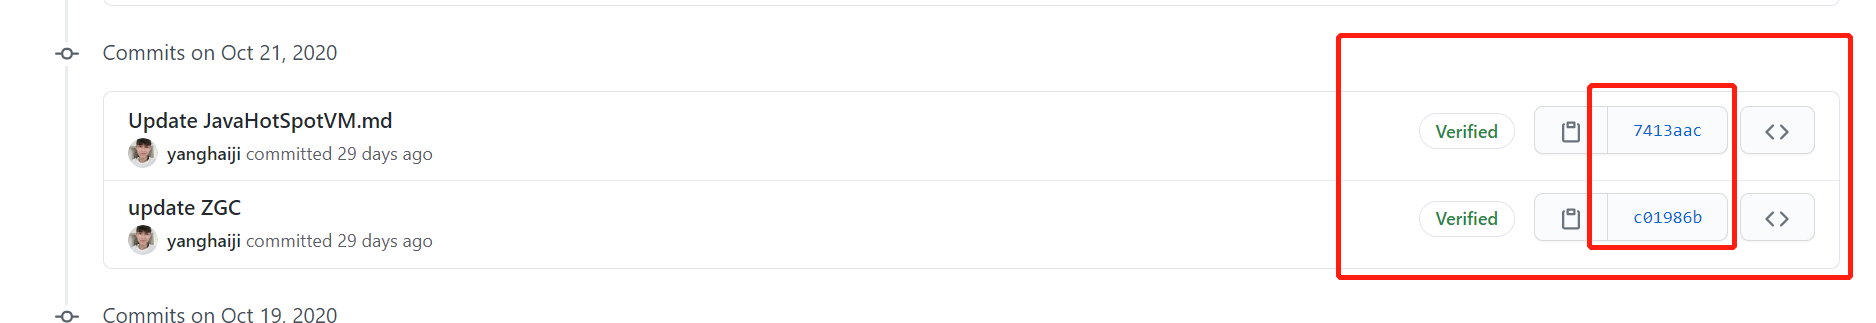 Commits on Oct 21, 2020
Update JavaHotSpotVM.md
yanghaiji committed 29 days ago
Verified
7413aac
update ZGC
yanghaiji committed 29 days ago
Verified
c01986b
Commits on Oct 19, 2020